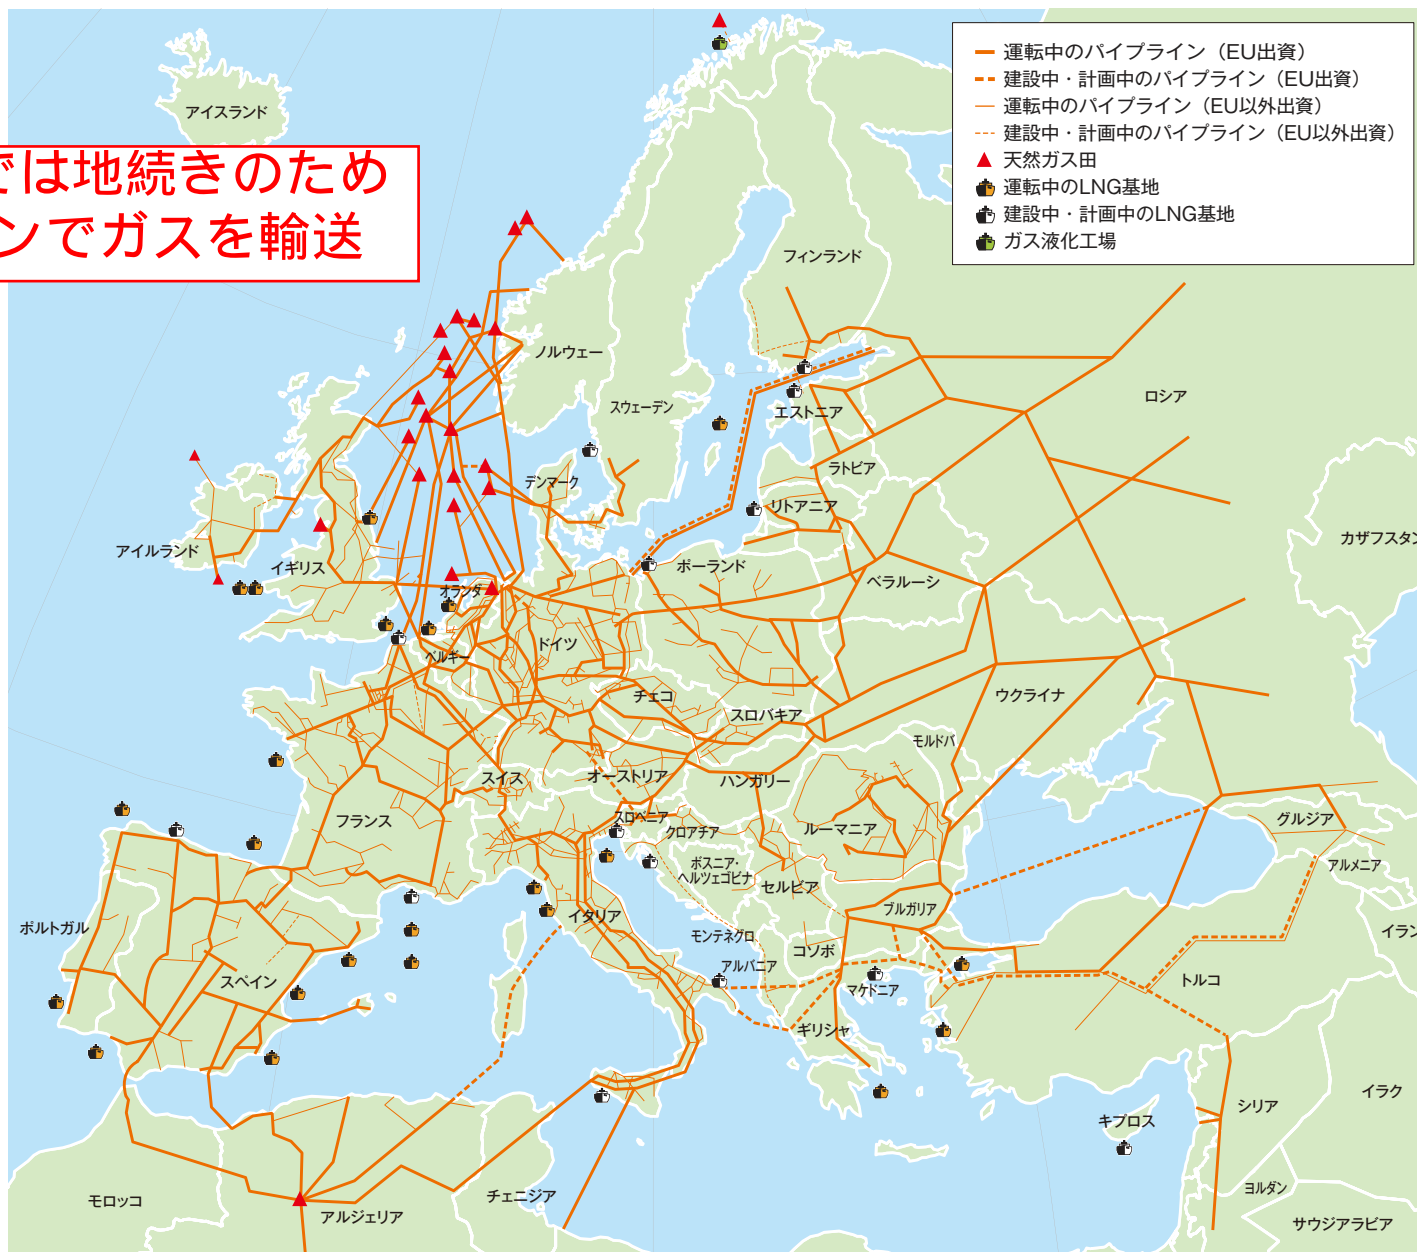 運転中のパイプライン（EU出資）
建設中・計画中のパイプライン（EU出資）
運転中のパイプライン（EU以外出資）
建設中・計画中のパイプライン（EU以外出資）
天然ガス田
運転中のLNG基地
建設中・計画中のLNG基地
ガス液化工場
アイスランド
では地続きのため
ンでガスを輸送
フィンランド
ノルウェー
スウェーデン
エストニア
ロシア
ラトビア
デンマーク
リトアニア
カザフスタン
アイルランド
イギリス
ポーランド
ベラルーシ
オランダ
ドイツ
ベルギー
チェコ
ウクライナ
スロバキア
モルドバ
スイス
オーストリア
ハンガリー
フランス
スロベニア
クロアチア
ルーマニア
グルジア
ボスニア・
ヘルツェゴビナ
セルビア
アルメニア
イタリア
ブルガリア
ポルトガル
モンテネグロ
コソボ
イラン
スペイン
アルバニア
マケドニア
トルコ
ギリシャ
イラク
シリア
キプロス
モロッコ
アルジェリア
チェニジア
ヨルダン
サウジアラビア